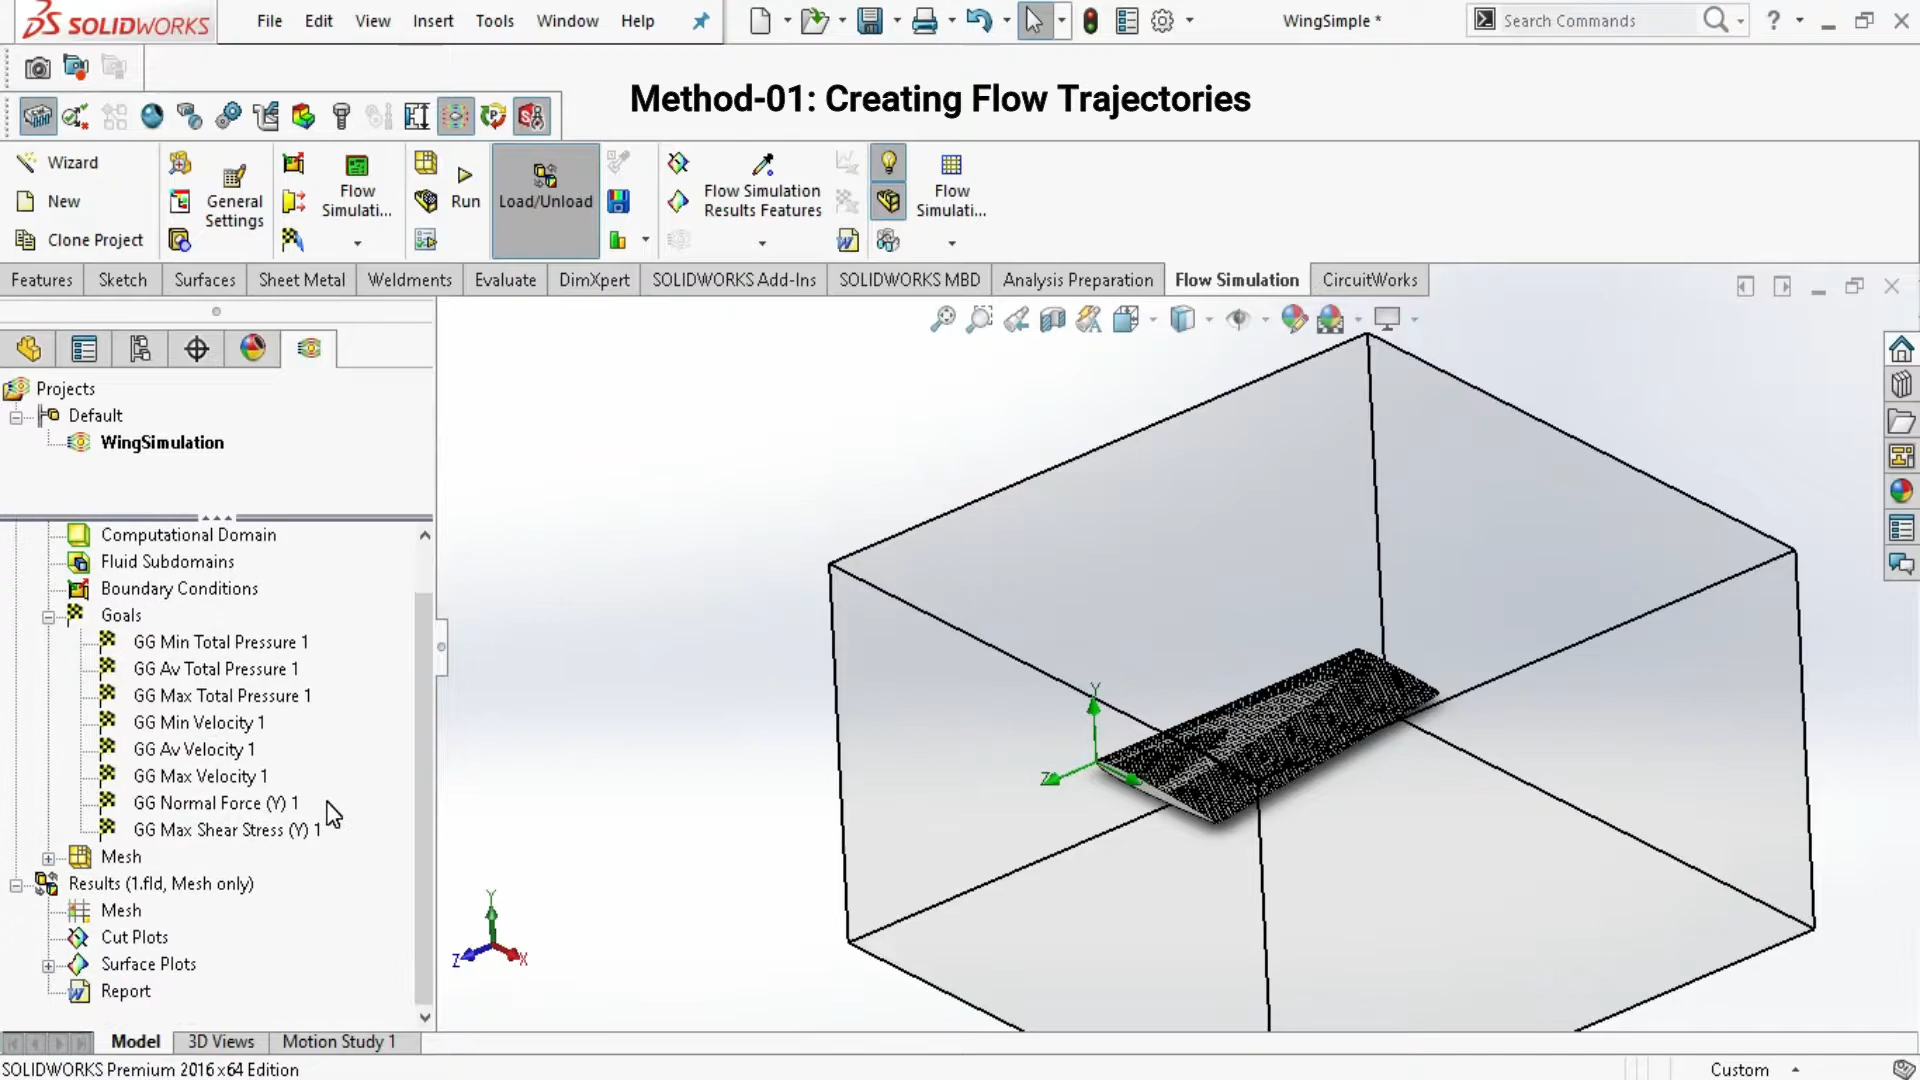 SOLIDWORKS
File Edit View Insert Tools Window Help
WingSimple *
Search Commands
Method-01: Creating Flow Trajectories
Wizard
New
Clone Project
General
Settings
Flow
Simulati...
Run
Load/Unload
Flow Simulation
Results Features
Flow
Simulati...
Features Sketch Surfaces Sheet Metal Weldments Evaluate DimXpert SOLIDWORKS Add-Ins SOLIDWORKS MBD Analysis Preparation Flow Simulation CircuitWorks
Projects
Default
WingSimulation
Computational Domain
Fluid Subdomains
Boundary Conditions
Goals
GG Min Total Pressure 1
GG Av Total Pressure 1
GG Max Total Pressure 1
GG Min Velocity 1
GG Av Velocity 1
GG Max Velocity 1
GG Normal Force (Y) 1
GG Max Shear Stress (Y) 1
Mesh
Results (1.fld, Mesh only)
Mesh
Cut Plots
Surface Plots
Report
Y
Z
Y
Z
X
Model 3D Views Motion Study 1
SOLIDWORKS Premium 2016 x64 Edition
Custom